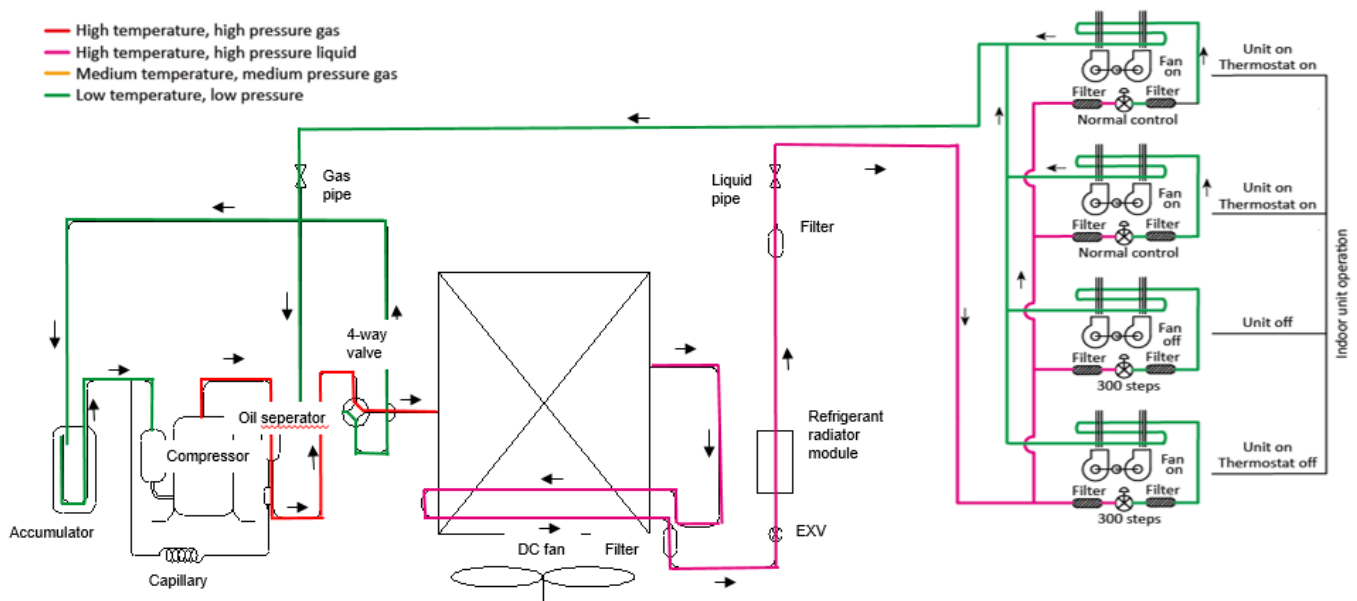 High temperature, high pressure gas
High temperature, high pressure liquid
Medium temperature, medium pressure gas
Low temperature, low pressure
Gas
pipe
Liquid
pipe
Filter
4-way
valve
Oil seperator
Compressor
Accumulator
Capillary
DC fan
Filter
EXV
Refrigerant
radiator
module
Fan
on
Filter
Filter
Normal control
Unit on
Thermostat on
Fan
on
Filter
Filter
Normal control
Unit on
Thermostat on
Fan
off
Filter
Filter
300 steps
Unit off
Fan
on
Filter
Filter
300 steps
Unit on
Thermostat off
Indoor unit operation